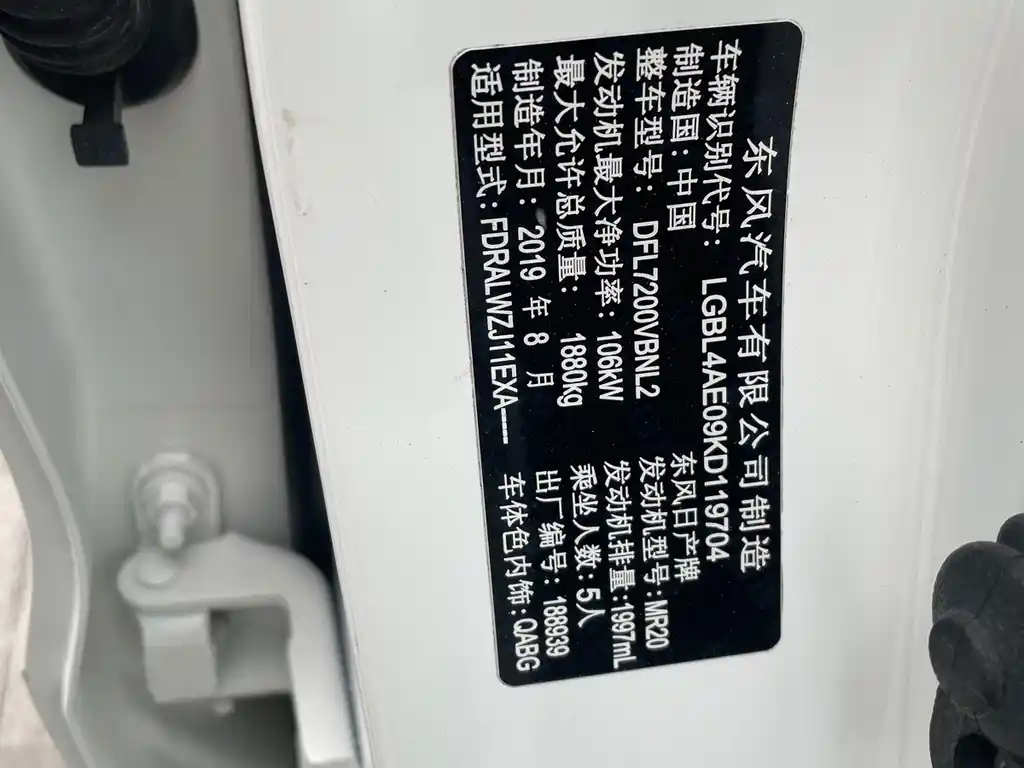 东风汽车有限公司制造
车辆识别代号: LGBL4AE09KD119704
制造国: 中国 东风日产牌
整车型号: DFL7200VBNL2 发动机型号: MR20
发动机最大净功率: 106kW 发动机排量: 1997mL
最大允许总质量: 1880kg 乘坐人数: 5人
制造年月: 2019 年 8 月 出厂编号: 188939
适用型式: FDRALWZJ11EXA---- 车体色内饰: QABG